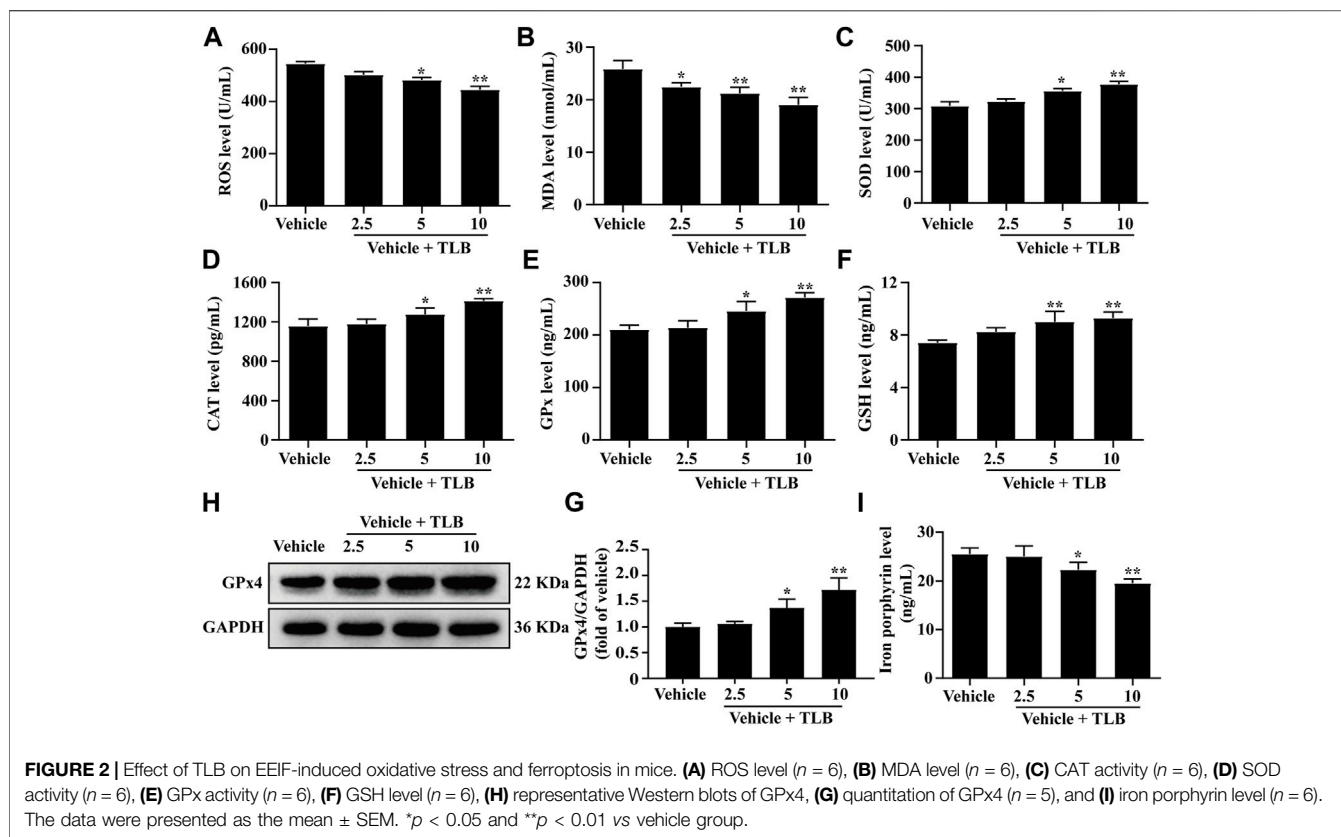 A
ROS level (U/mL)
600
400
200
0
*
**
Vehicle 2.5 5 10
Vehicle + TLB
B
MDA level (nmol/mL)
30
20
10
0
*
**
**
Vehicle 2.5 5 10
Vehicle + TLB
C
SOD level (U/mL)
500
400
300
200
100
0
*
**
Vehicle 2.5 5 10
Vehicle + TLB
D
CAT level (pg/mL)
1600
1200
800
400
0
*
**
Vehicle 2.5 5 10
Vehicle + TLB
E
GPx level (ng/mL)
300
200
100
0
*
**
Vehicle 2.5 5 10
Vehicle + TLB
F
GSH level (ng/mL)
12
8
4
0
**
**
Vehicle 2.5 5 10
Vehicle + TLB
H
Vehicle + TLB
Vehicle 2.5 5 10
GPx4 22 KDa
GAPDH 36 KDa
G
GPx4/GAPDH
(fold of vehicle)
2.5
2.0
1.5
1.0
0.5
0
*
**
Vehicle 2.5 5 10
Vehicle + TLB
I
Iron porphyrin level
(ng/mL)
30
20
10
0
*
**
Vehicle 2.5 5 10
Vehicle + TLB
FIGURE 2 | Effect of TLB on EEIF-induced oxidative stress and ferroptosis in mice. (A) ROS level (n = 6), (B) MDA level (n = 6), (C) CAT activity (n = 6), (D) SOD
activity (n = 6), (E) GPx activity (n = 6), (F) GSH level (n = 6), (H) representative Western blots of GPx4, (G) quantitation of GPx4 (n = 5), and (I) iron porphyrin level (n = 6).
The data were presented as the mean ± SEM. *p < 0.05 and **p < 0.01 vs vehicle group.